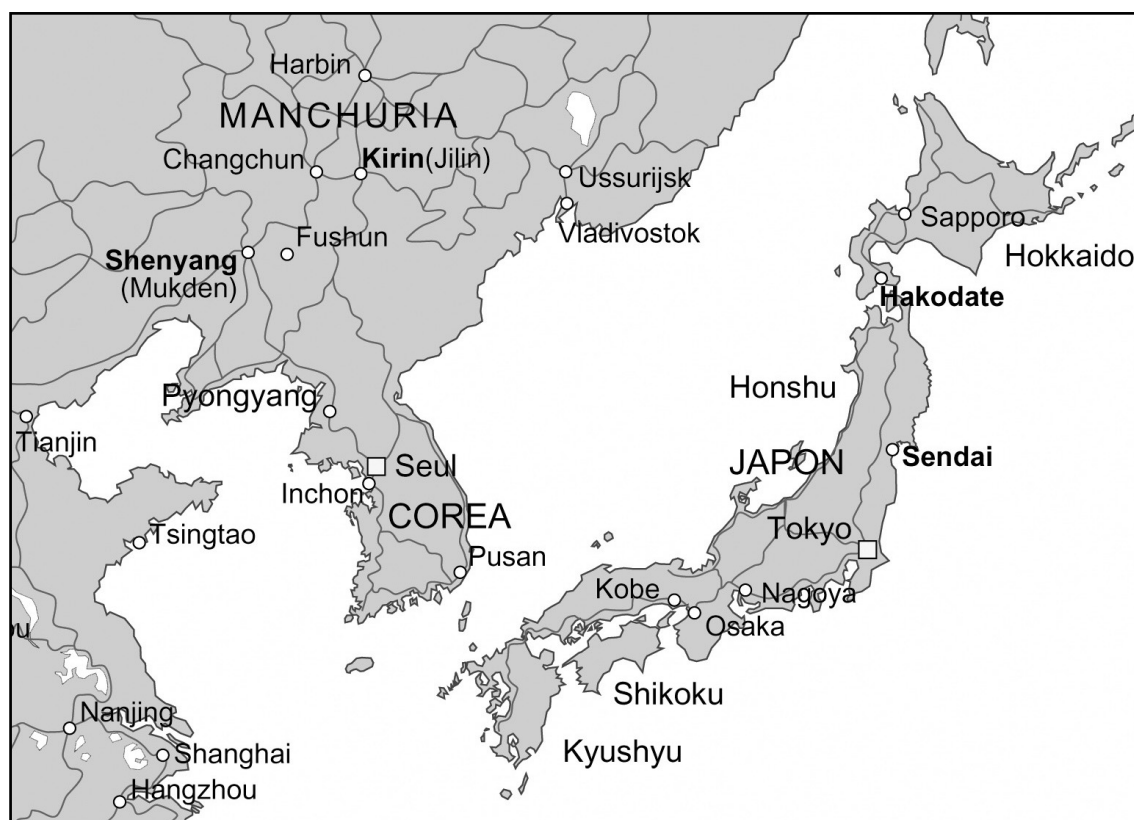 Harbin
MANCHURIA
Changchun
Kirin(Jilin)
Ussurijsk
Vladivostok
Sapporo
Hokkaido
Fushun
Shenyang
(Mukden)
Hakodate
Honshu
Pyongyang
Tianjin
JAPON
Sendai
Seul
Inchon
COREA
Tsingtao
Tokyo
Pusan
Kobe
Nagoya
Osaka
ou
Shikoku
Nanjing
Shanghai
Kyushyu
Hangzhou